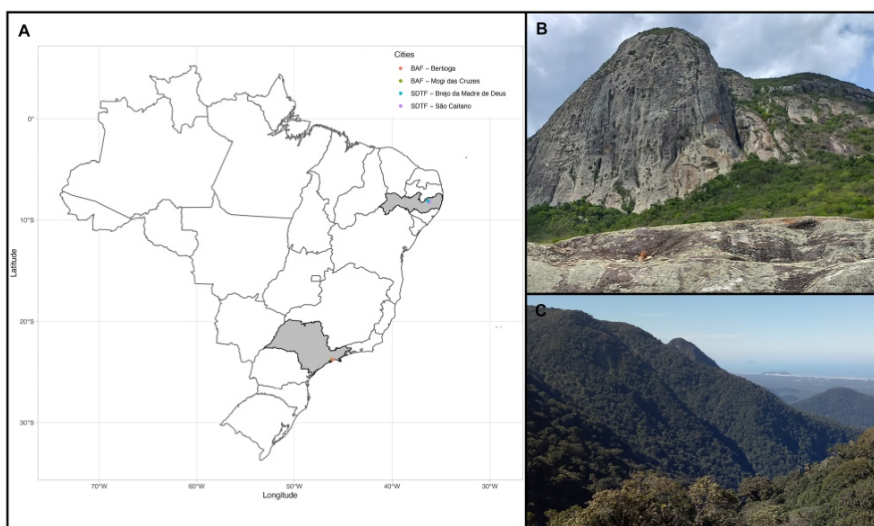 A
Cities
BAF – Bertioga
BAF – Mogi das Cruzes
SDTF – Brejo da Madre de Deus
SDTF – São Caitano
0°
10°S
20°S
30°S
Latitude
70°W
60°W
50°W
40°W
30°W
Longitude
B
C